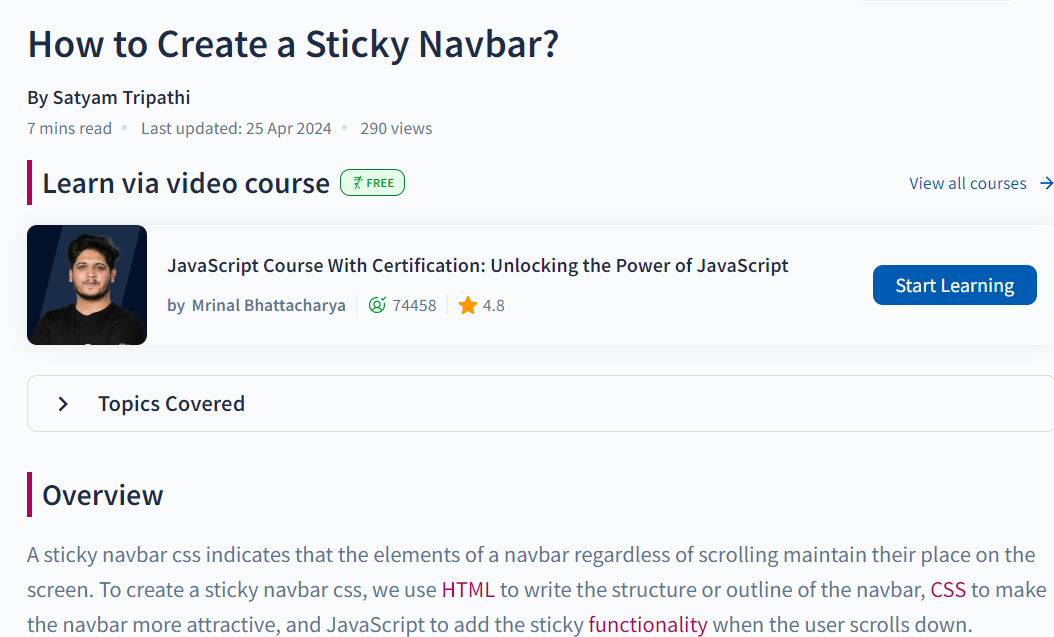 How to Create a Sticky Navbar?
By Satyam Tripathi
7 mins read • Last updated: 25 Apr 2024 • 290 views
Learn via video course FREE
View all courses →
JavaScript Course With Certification: Unlocking the Power of JavaScript
by Mrinal Bhattacharya 74458 4.8
Start Learning
Topics Covered
Overview
A sticky navbar css indicates that the elements of a navbar regardless of scrolling maintain their place on the
screen. To create a sticky navbar css, we use HTML to write the structure or outline of the navbar, CSS to make
the navbar more attractive, and JavaScript to add the sticky functionality when the user scrolls down.